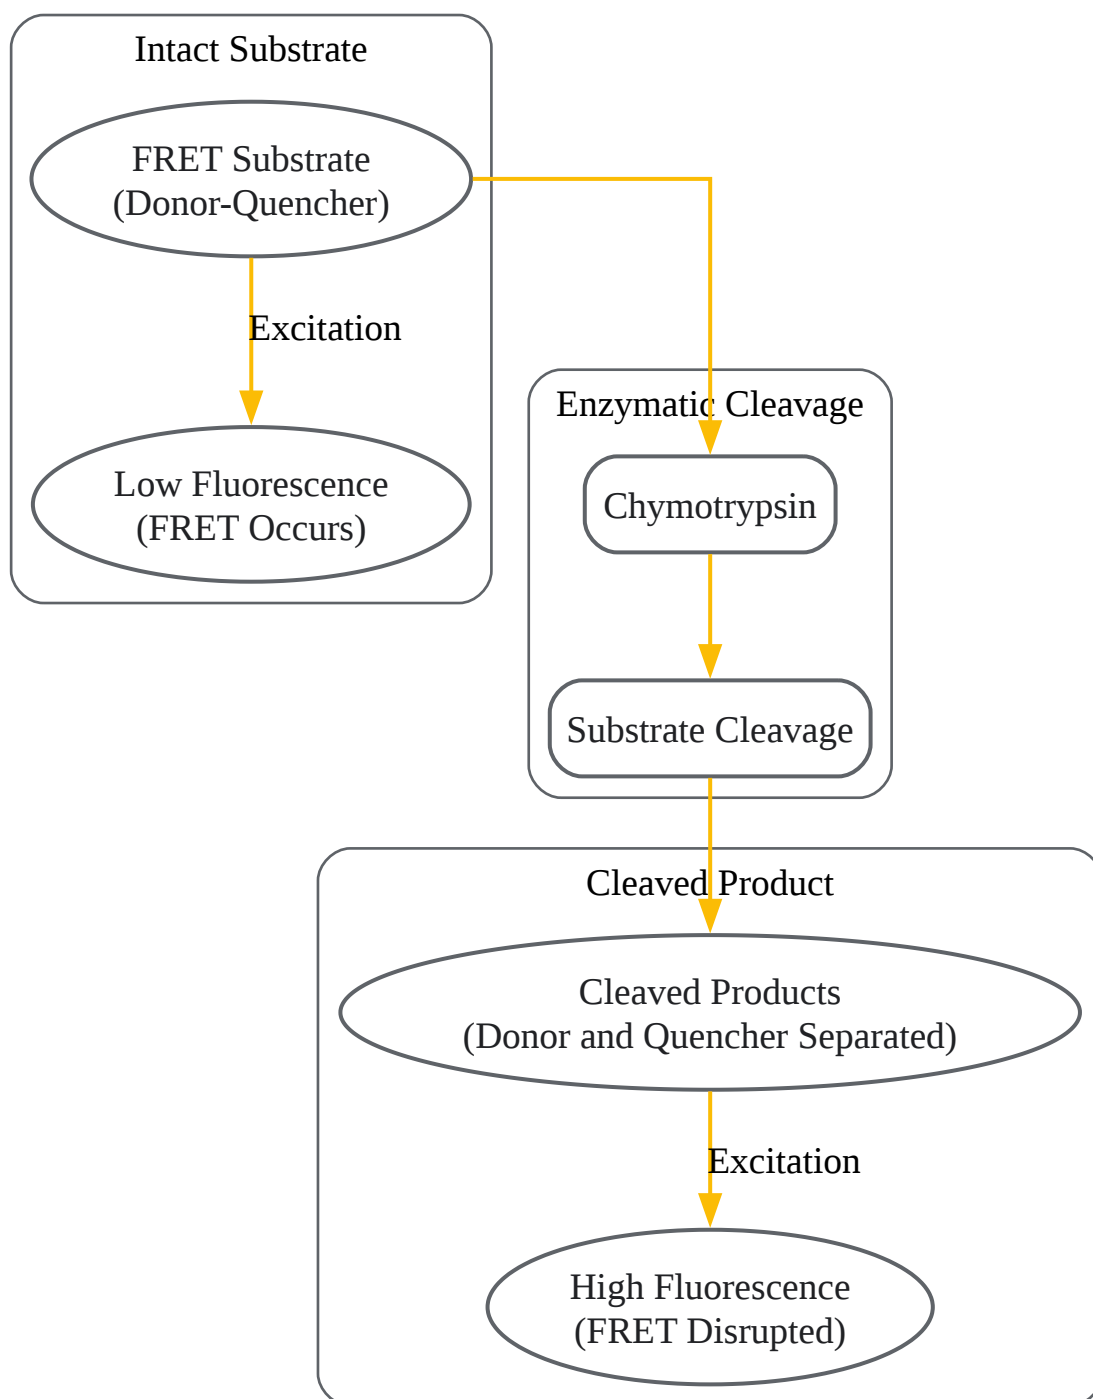 Intact Substrate
FRET Substrate
(Donor-Quencher)
Excitation
Low Fluorescence
(FRET Occurs)
Enzymatic Cleavage
Chymotrypsin
Substrate Cleavage
Cleaved Product
Cleaved Products
(Donor and Quencher Separated)
Excitation
High Fluorescence
(FRET Disrupted)